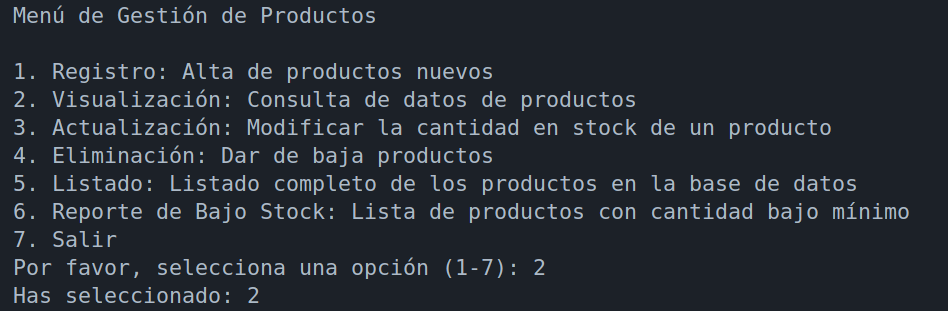 Menú de Gestión de Productos
1. Registro: Alta de productos nuevos
2. Visualización: Consulta de datos de productos
3. Actualización: Modificar la cantidad en stock de un producto
4. Eliminación: Dar de baja productos
5. Listado: Listado completo de los productos en la base de datos
6. Reporte de Bajo Stock: Lista de productos con cantidad bajo mínimo
7. Salir
Por favor, selecciona una opción (1-7): 2
Has seleccionado: 2